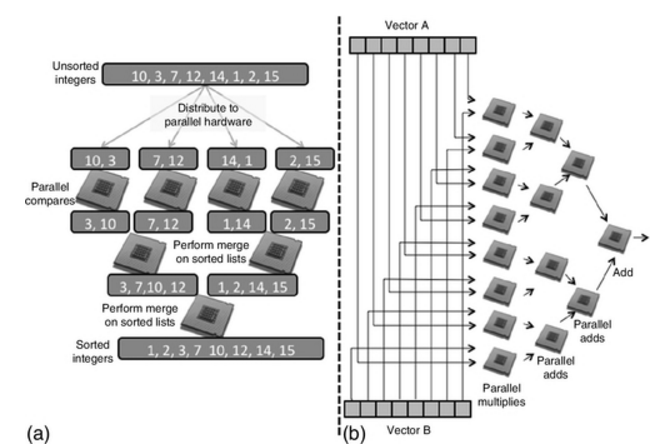 Unsorted
integers
10, 3, 7, 12, 14, 1, 2, 15
Distribute to
parallel hardware
10, 3
7, 12
14, 1
2, 15
Parallel
compares
3, 10
7, 12
1,14
2, 15
Perform merge
on sorted lists
3, 7,10, 12
1, 2, 14, 15
Perform merge
on sorted lists
Sorted
integers
1, 2, 3, 7 10, 12, 14, 15
(a)
Vector A
Add
Parallel
adds
Parallel
adds
Parallel
multiplies
Vector B
(b)